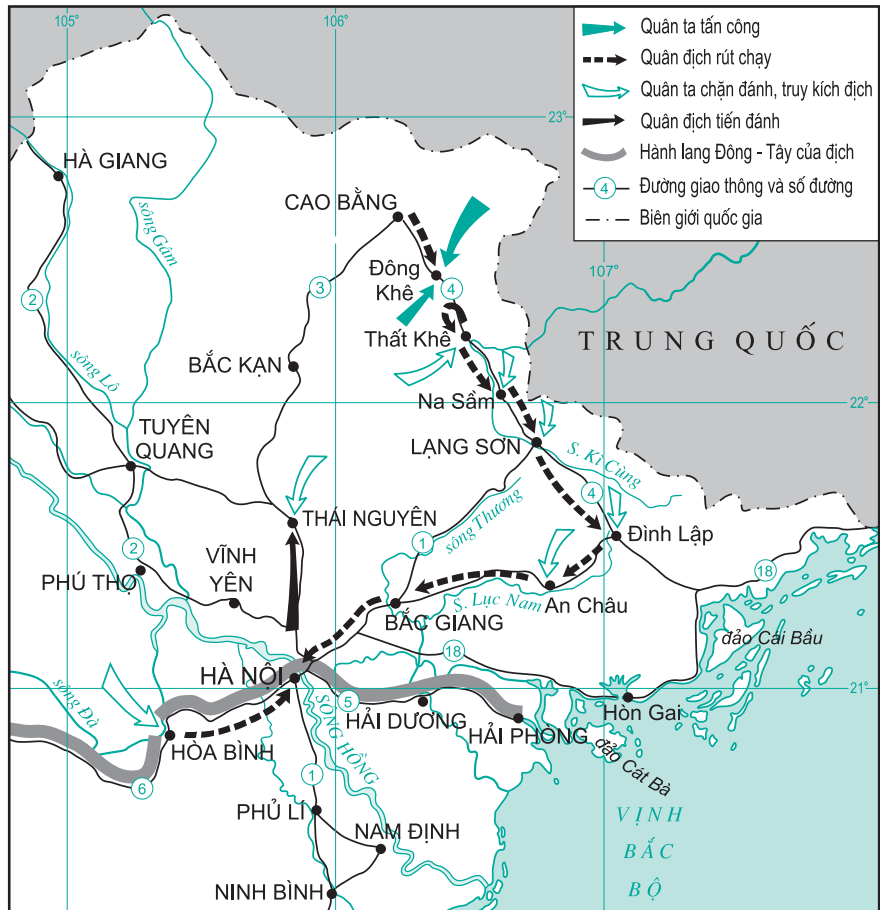 105°
106°
Quân ta tấn công
Quân địch rút chạy
Quân ta chặn đánh, truy kích địch
Quân địch tiến đánh
Hành lang Đông - Tây của địch
4
Đường giao thông và số đường
Biên giới quốc gia
23°
HÀ GIANG
sông Gâm
CAO BẰNG
107°
Đông
Khê
4
3
2
Thất Khê
TRUNG QUỐC
sông Lô
BẮC KẠN
Na Sầm
22°
TUYÊN
QUANG
LẠNG SƠN
S. Kì Cùng
4
sông Thương
THÁI NGUYÊN
1
Đình Lập
2
VĨNH
YÊN
18
PHÚ THỌ
An Châu
S. Lục Nam
BẮC GIANG
đảo Cái Bầu
18
HÀ NỘI
21°
sông Đà
5
HẢI DƯƠNG
Hòn Gai
HẢI PHÒNG
HÒA BÌNH
SÔNG HỒNG
đảo Cát Bà
6
1
PHỦ LÍ
VỊNH
NAM ĐỊNH
BẮC
BỘ
NINH BÌNH